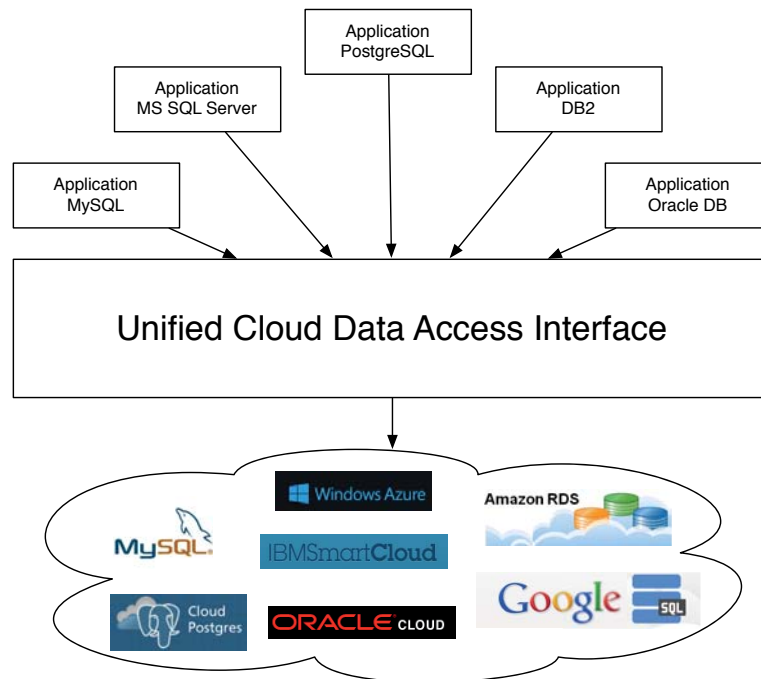 Application
PostgreSQL
Application
MS SQL Server
Application
DB2
Application
MySQL
Application
Oracle DB
Unified Cloud Data Access Interface
Windows Azure
Amazon RDS
MySQL®
IBMSmartCloud
Cloud
Postgres
ORACLE® CLOUD
Google
SQL